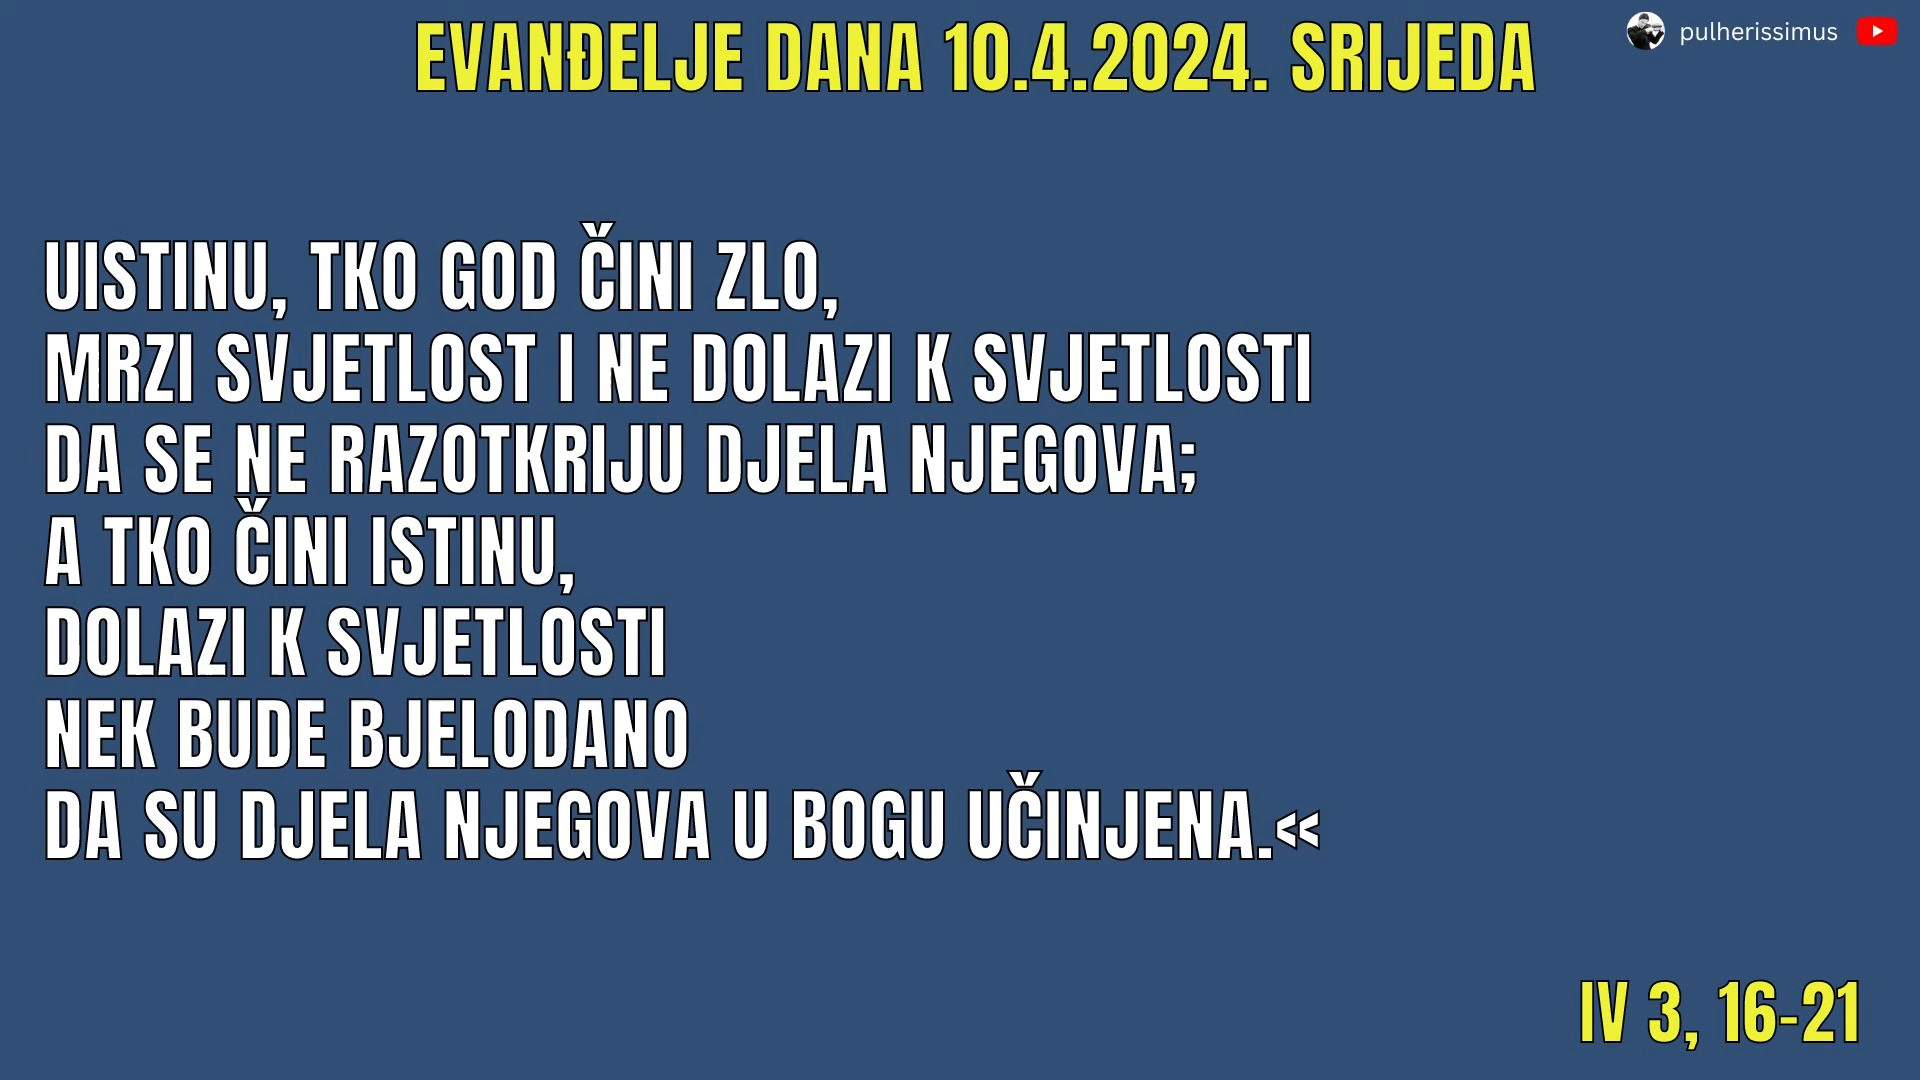 EVANĐELJE DANA 10.4.2024. SRIJEDA
pulherissimus
UISTINU, TKO GOD ČINI ZLO,
MRZI SVJETLOST I NE DOLAZI K SVJETLOSTI
DA SE NE RAZOTKRIJU DJELA NJEGOVA;
A TKO ČINI ISTINU,
DOLAZI K SVJETLOSTI
NEK BUDE BJELODANO
DA SU DJELA NJEGOVA U BOGU UČINJENA.«
IV 3, 16-21